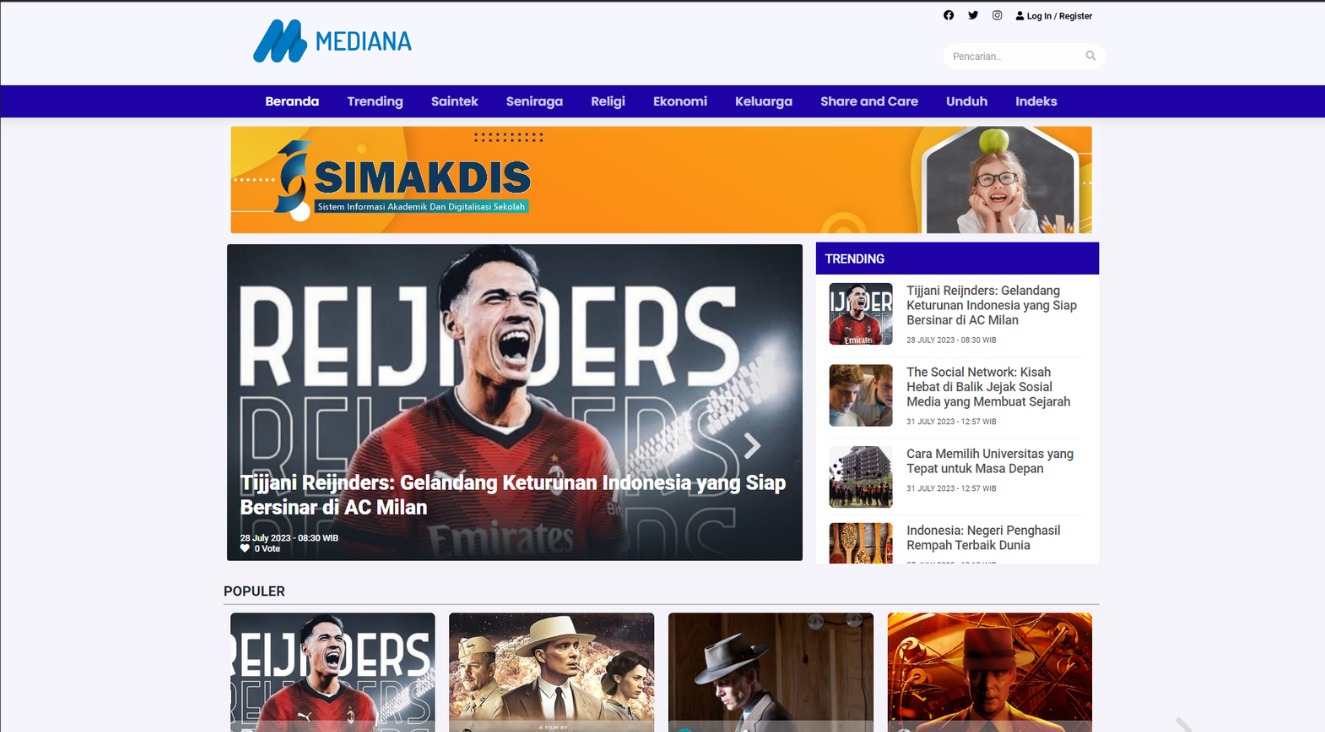 Log In / Register
MEDIANA
Pencarian..
Beranda Trending Saintek Seniraga Religi Ekonomi Keluarga Share and Care Unduh Indeks
SIMAKDIS
Sistem Informasi Akademik Dan Digitalisasi Sekolah
REIJNDERS
Tijjani Reijnders: Gelandang Keturunan Indonesia yang Siap
Bersinar di AC Milan
Emirates
28 July 2023 - 08:30 WIB
0 Vote
TRENDING
Tijjani Reijnders: Gelandang
Keturunan Indonesia yang Siap
Bersinar di AC Milan
28 JULY 2023 - 08:30 WIB
The Social Network: Kisah
Hebat di Balik Jejak Sosial
Media yang Membuat Sejarah
31 JULY 2023 - 12:57 WIB
Cara Memilih Universitas yang
Tepat untuk Masa Depan
31 JULY 2023 - 12:57 WIB
Indonesia: Negeri Penghasil
Rempah Terbaik Dunia
POPULER
A FILM BY